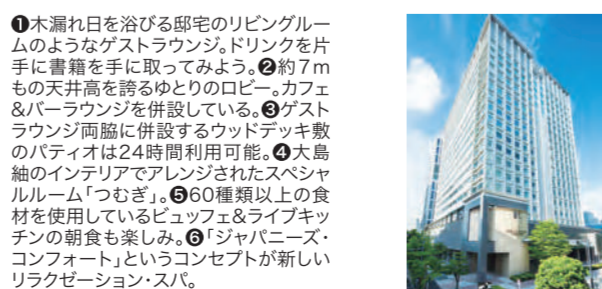 ❶木漏れ日を浴びる邸宅のリビングルー
ムのようなゲストラウンジ。ドリンクを片
手に書籍を手に取ってみよう。❷約7m
もの天井高を誇るゆとりのロビー。カフェ
&バーラウンジを併設している。❸ゲスト
ラウンジ両脇に併設するウッドデッキ敷
のパティオは24時間利用可能。❹大島
紬のインテリアでアレンジされたスペシャ
ルルーム「つむぎ」。❺60種類以上の食
材を使用しているビュッフェ&ライブキッ
チンの朝食も楽しみ。❻「ジャパニーズ・
コンフォート」というコンセプトが新しい
リラクゼーション・スパ。